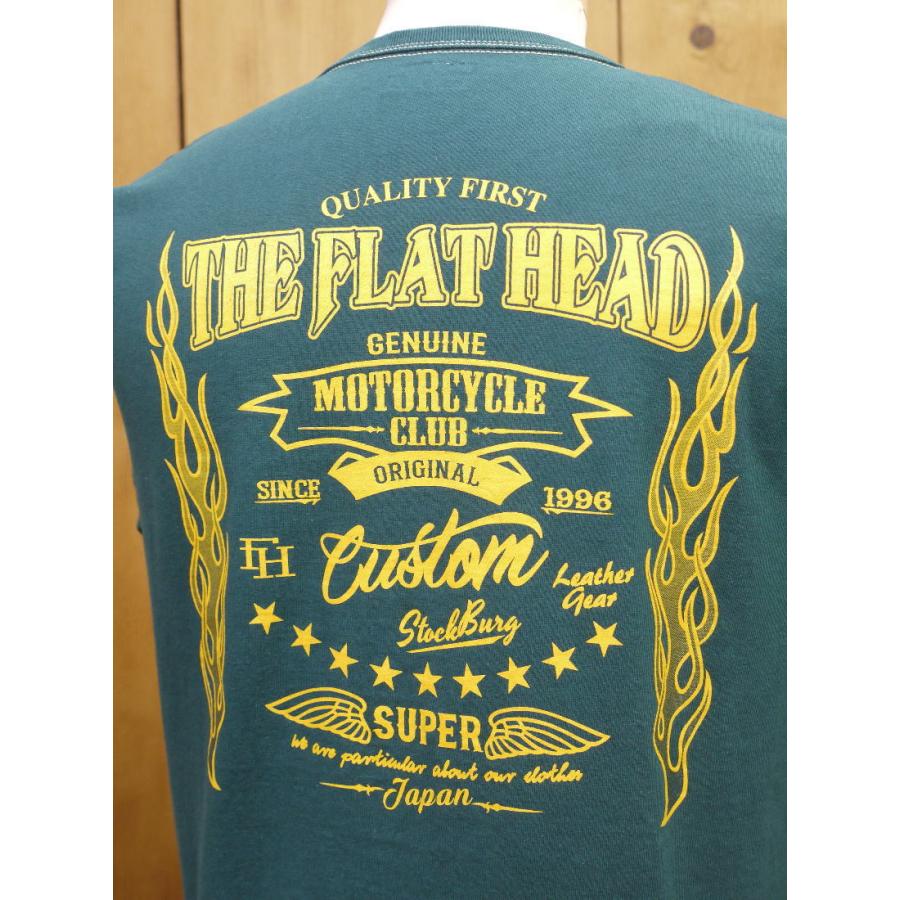 QUALITY FIRST
THE FLAT HEAD
GENUINE
MOTORCYCLE
CLUB
ORIGINAL
SINCE 1996
FH Custom Leather Gear
StockBurg
SUPER
We are particular about our clothes
Japan